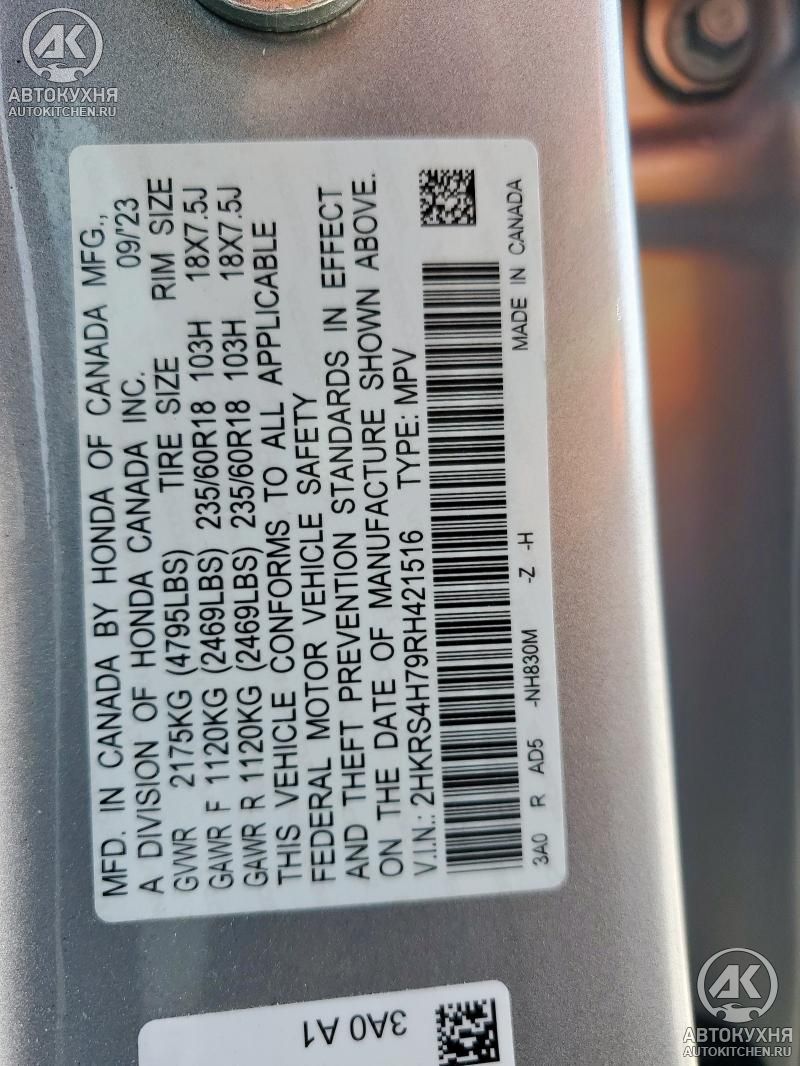 AK
АВТОКУХНЯ
AUTOKITCHEN.RU
MFD. IN CANADA BY HONDA OF CANADA MFG.,
A DIVISION OF HONDA CANADA INC. 09/'23
GVWR 2175KG (4795LBS) TIRE SIZE RIM SIZE
GAWR F 1120KG (2469LBS) 235/60R18 103H 18X7.5J
GAWR R 1120KG (2469LBS) 235/60R18 103H 18X7.5J
THIS VEHICLE CONFORMS TO ALL APPLICABLE
FEDERAL MOTOR VEHICLE SAFETY
AND THEFT PREVENTION STANDARDS IN EFFECT
ON THE DATE OF MANUFACTURE SHOWN ABOVE.
V.I.N.: 2HKRS4H79RH421516 TYPE: MPV
3A0 R AD5 -NH830M -Z -H MADE IN CANADA
3A0 A1
AK
АВТОКУХНЯ
AUTOKITCHEN.RU